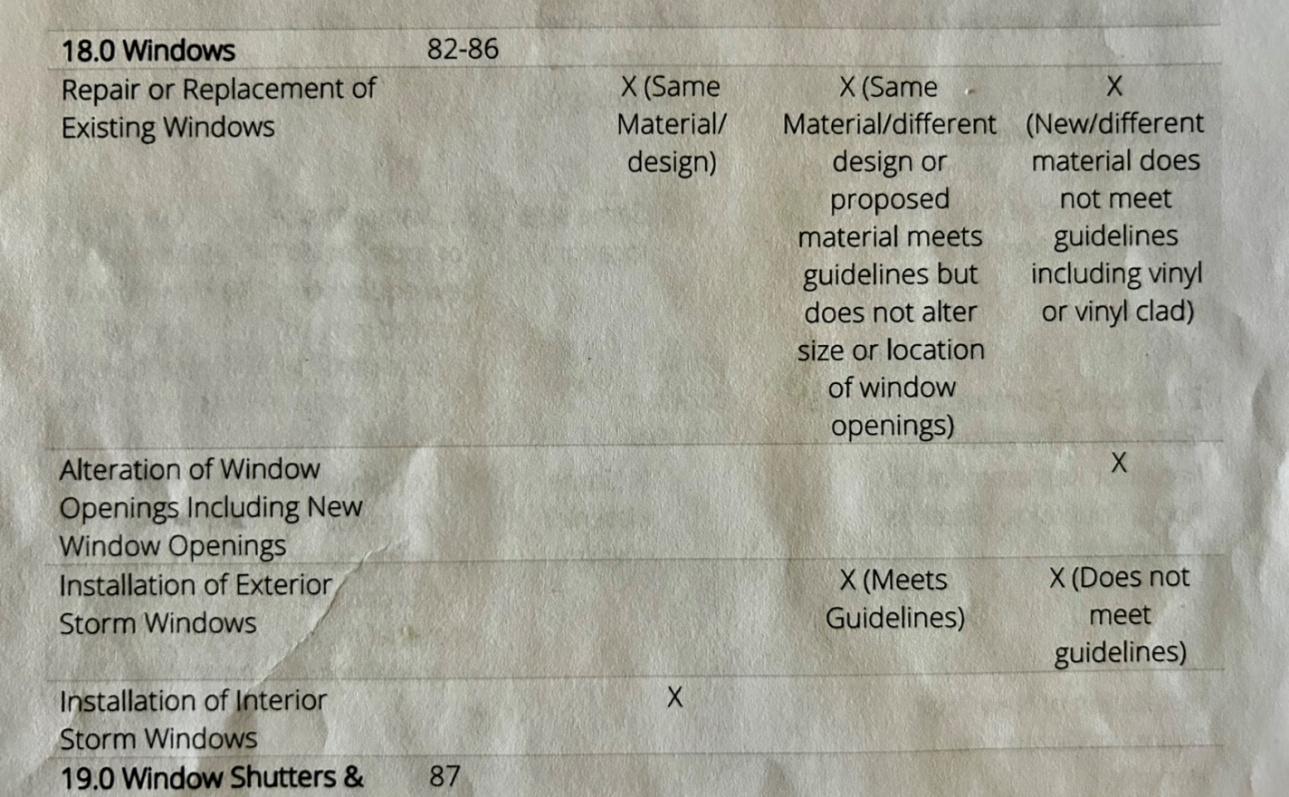 18.0 Windows 82-86
Repair or Replacement of X (Same X (Same X
Existing Windows Material/ Material/different (New/different
design) design or material does
proposed not meet
material meets guidelines
guidelines but including vinyl
does not alter or vinyl clad)
size or location
of window
openings)
Alteration of Window X
Openings Including New
Window Openings
Installation of Exterior X (Meets X (Does not
Storm Windows Guidelines) meet
guidelines)
Installation of Interior X
Storm Windows
19.0 Window Shutters & 87